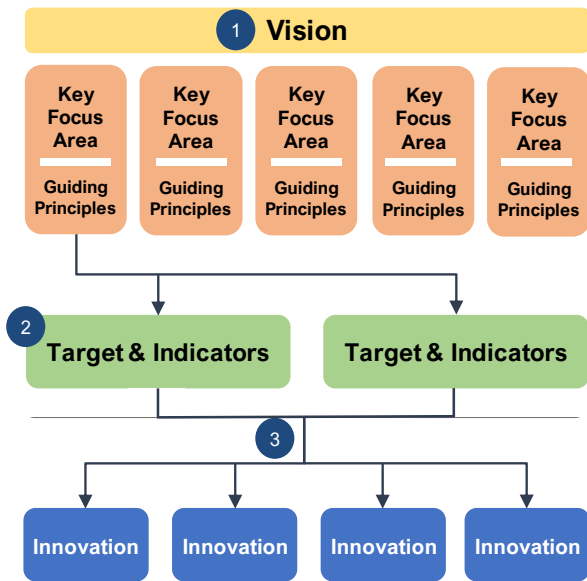 1 Vision
Key Focus Area
Guiding Principles
Key Focus Area
Guiding Principles
Key Focus Area
Guiding Principles
Key Focus Area
Guiding Principles
Key Focus Area
Guiding Principles
2
Target & Indicators
Target & Indicators
3
Innovation
Innovation
Innovation
Innovation